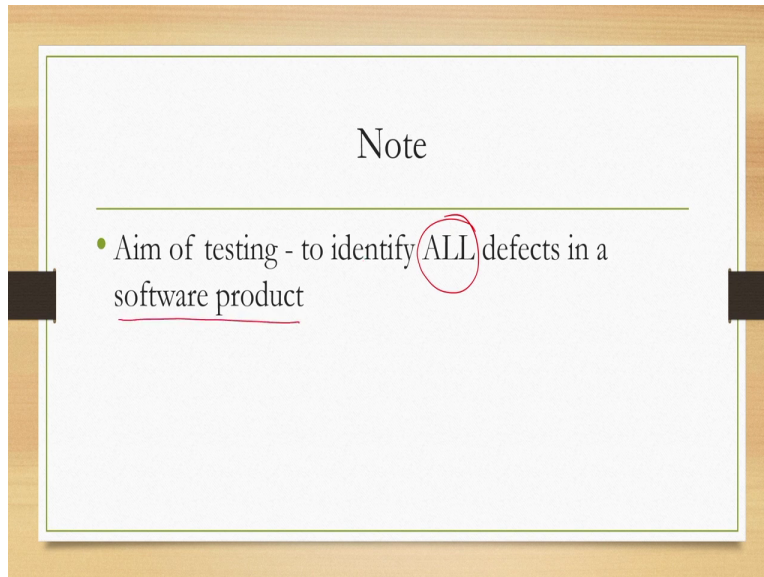 Note
• Aim of testing - to identify ALL defects in a
software product